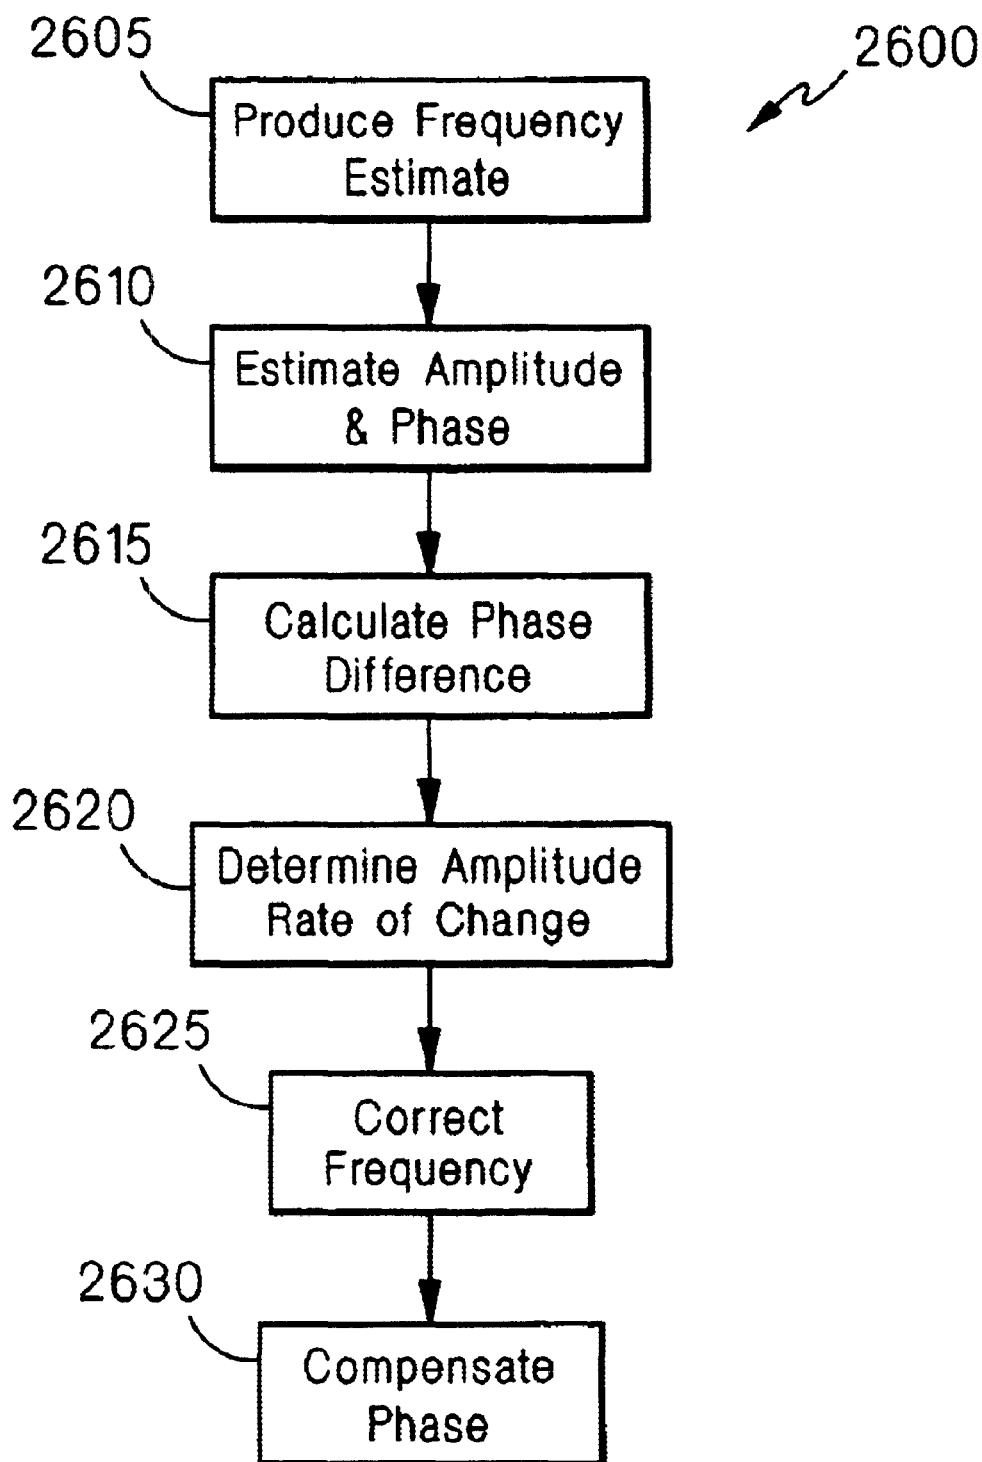 2605
2600
Produce Frequency
Estimate
2610
Estimate Amplitude
& Phase
2615
Calculate Phase
Difference
2620
Determine Amplitude
Rate of Change
2625
Correct
Frequency
2630
Compensate
Phase